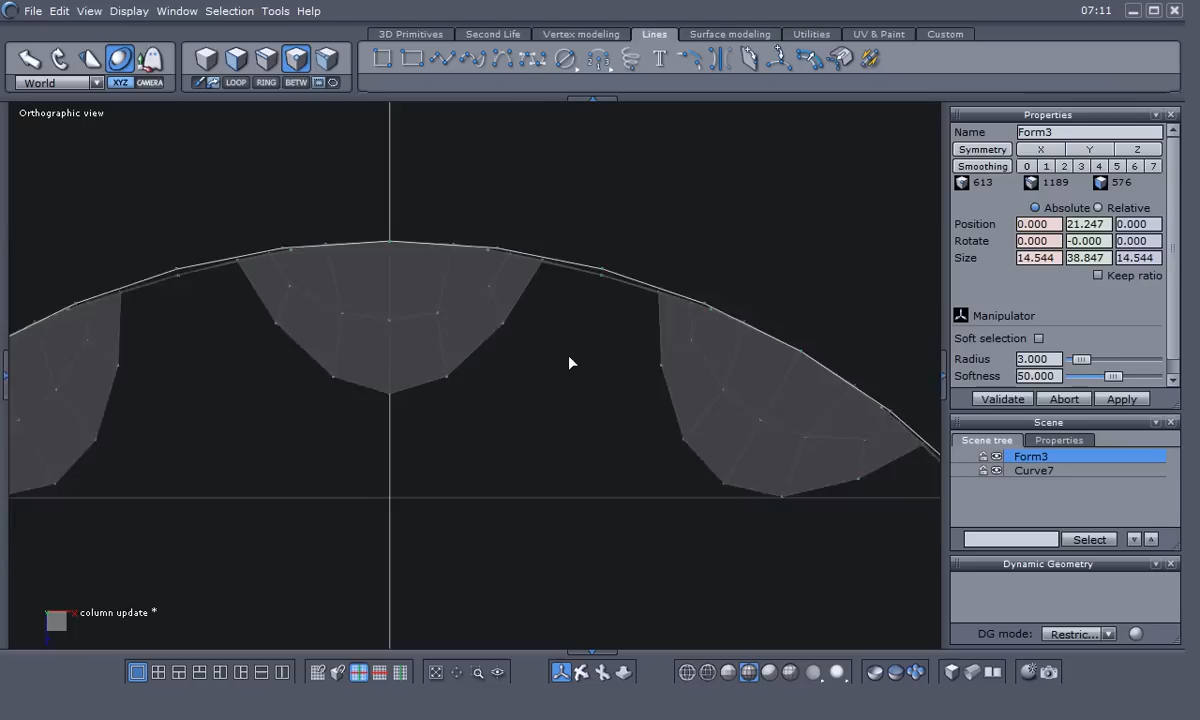 File Edit View Display Window Selection Tools Help
07:11
3D Primitives Second Life Vertex modeling Lines Surface modeling Utilities UV & Paint Custom
World XYZ CAMERA
LOOP RING BETW
Orthographic view
Properties
Name Form3
Symmetry X Y Z
Smoothing 0 1 2 3 4 5 6 7
613 1189 576
Absolute Relative
Position 0.000 21.247 0.000
Rotate 0.000 -0.000 0.000
Size 14.544 38.847 14.544
Keep ratio
Manipulator
Soft selection
Radius 3.000
Softness 50.000
Validate Abort Apply
Scene
Scene tree Properties
Form3
Curve7
Select
Dynamic Geometry
DG mode: Restric...
column update *